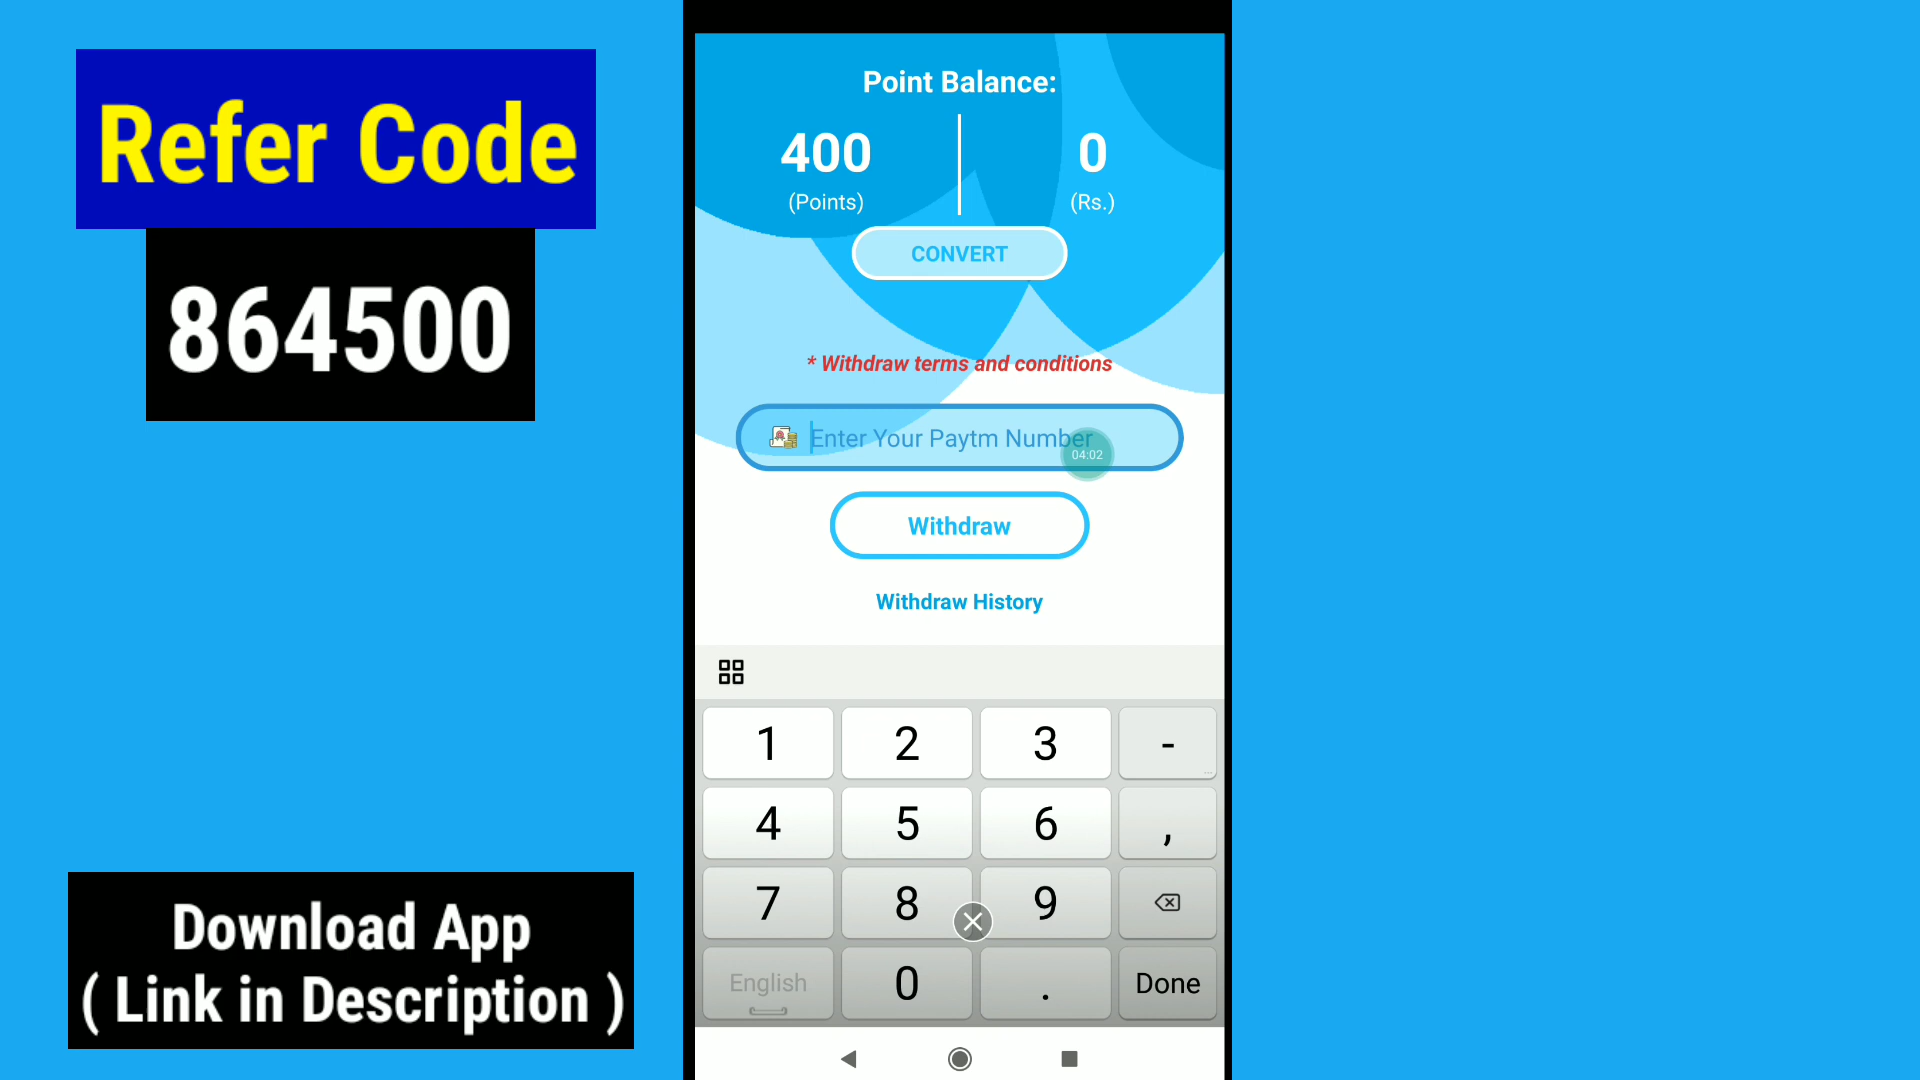 Refer Code
864500
Download App
( Link in Description )
Point Balance:
400
0
(Points)
(Rs.)
CONVERT
* Withdraw terms and conditions
Enter Your Paytm Number
04:02
Withdraw
Withdraw History
1 2 3 -
4 5 6 ,
7 8 9
English 0 . Done